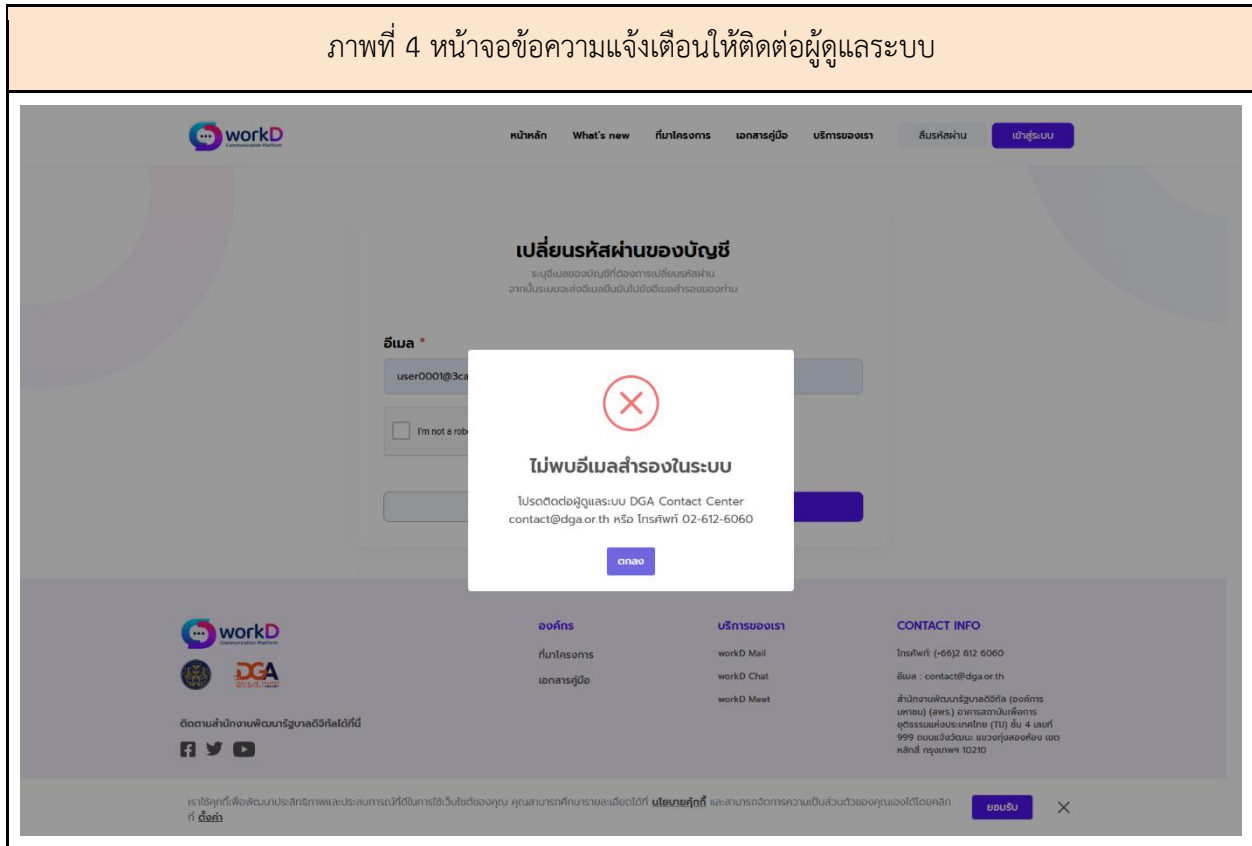 ภาพที่ 4 หน้าจอข้อความแจ้งเตือนให้ติดต่อผู้ดูแลระบบ
workD
Communication Platform
หน้าหลัก What's new ที่มาโครงการ เอกสารคู่มือ บริการของเรา ลืมรหัสผ่าน เข้าสู่ระบบ
เปลี่ยนรหัสผ่านของบัญชี
ระบุอีเมลของบัญชีที่ต้องการเปลี่ยนรหัสผ่าน
จากนั้นระบบจะส่งอีเมลยืนยันไปยังอีเมลสำรองของท่าน
อีเมล *
user0001@3ca
I'm not a rob
ไม่พบอีเมลสำรองในระบบ
โปรดติดต่อผู้ดูแลระบบ DGA Contact Center
contact@dga.or.th หรือ โทรศัพท์ 02-612-6060
ตกลง
workD
Communication Platform
DGA
ติดตามสำนักงานพัฒนารัฐบาลดิจิทัลได้ที่นี่
องค์กร
ที่มาโครงการ
เอกสารคู่มือ
บริการของเรา
workD Mail
workD Chat
workD Meet
CONTACT INFO
โทรศัพท์: (+66)2 612 6060
อีเมล : contact@dga.or.th
สำนักงานพัฒนารัฐบาลดิจิทัล (องค์การ
มหาชน) (สพร.) อาคารสถาบันเพื่อการ
ยุติธรรมแห่งประเทศไทย (TIJ) ชั้น 4 เลขที่
999 ถนนแจ้งวัฒนะ แขวงทุ่งสองห้อง เขต
หลักสี่ กรุงเทพฯ 10210
เราใช้คุกกี้เพื่อพัฒนาประสิทธิภาพและประสบการณ์ที่ดีในการใช้เว็บไซต์ของคุณ คุณสามารถศึกษารายละเอียดได้ที่ นโยบายคุ้กกี้ และสามารถจัดการความเป็นส่วนตัวของคุณเองได้โดยคลิก
ที่ ตั้งค่า
ยอมรับ